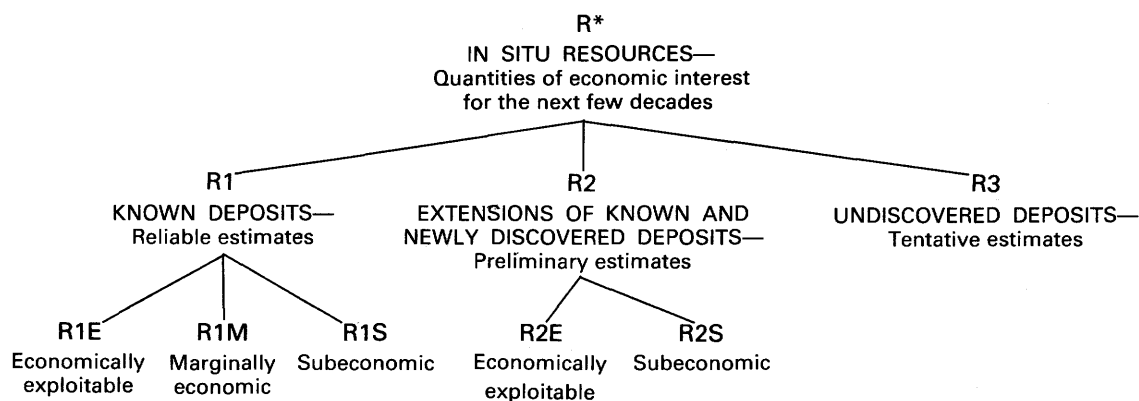 R*
IN SITU RESOURCES—
Quantities of economic interest
for the next few decades
R1
KNOWN DEPOSITS—
Reliable estimates
R2
EXTENSIONS OF KNOWN AND
NEWLY DISCOVERED DEPOSITS—
Preliminary estimates
R3
UNDISCOVERED DEPOSITS—
Tentative estimates
R1E
Economically
exploitable
R1M
Marginally
economic
R1S
Subeconomic
R2E
Economically
exploitable
R2S
Subeconomic